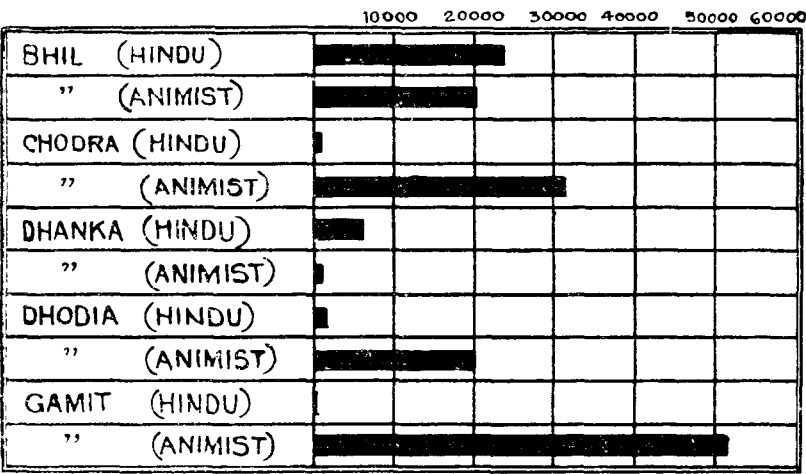 10000 20000 30000 40000 50000 60000
BHIL (HINDU)
" (ANIMIST)
CHODRA (HINDU)
" (ANIMIST)
DHANKA (HINDU)
" (ANIMIST)
DHODIA (HINDU)
" (ANIMIST)
GAMIT (HINDU)
" (ANIMIST)